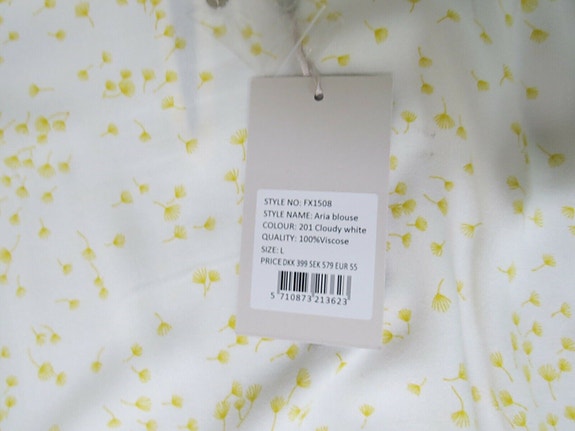 STYLE NO: FX1508
STYLE NAME: Aria blouse
COLOUR: 201 Cloudy white
QUALITY: 100%Viscose
SIZE: L
PRICE DKK 399 SEK 579 EUR 55
5 710873 213623